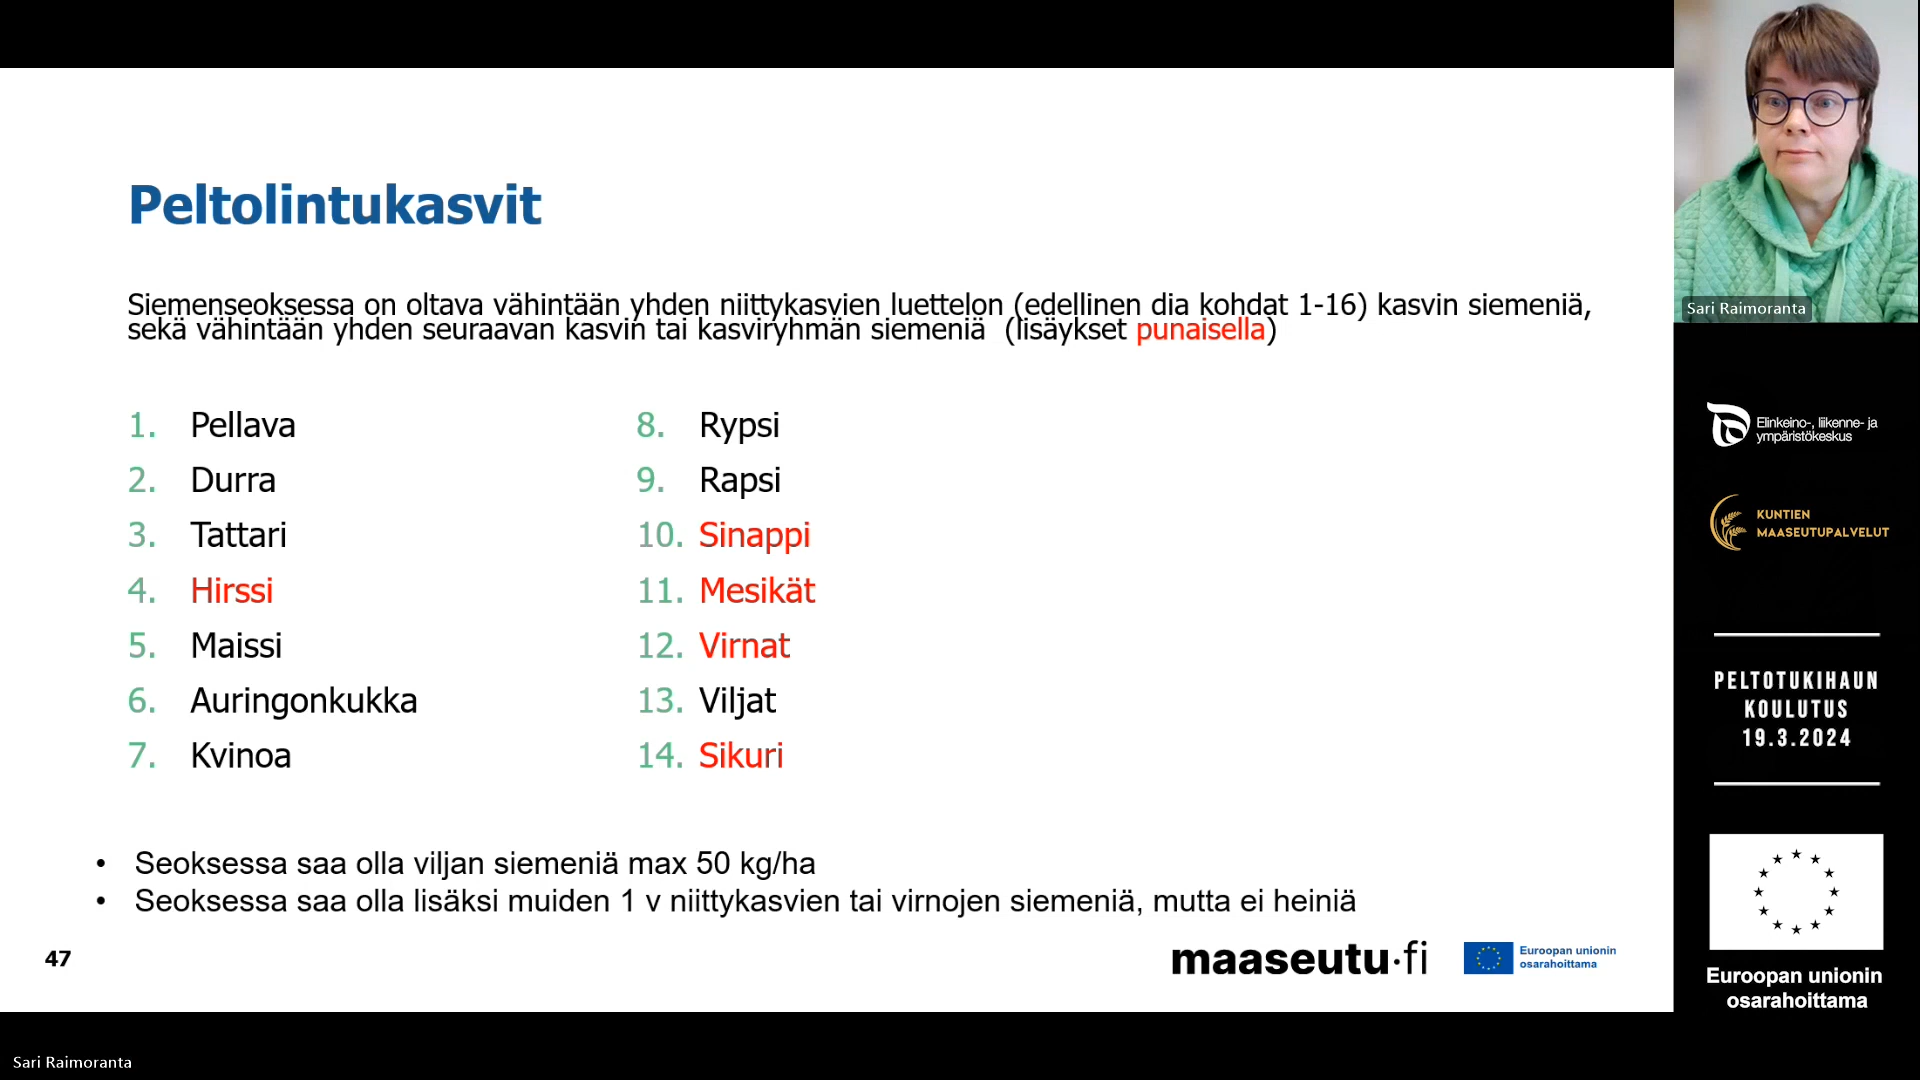 Peltolintukasvit
Siemenseoksessa on oltava vähintään yhden niittykasvien luettelon (edellinen dia kohdat 1-16) kasvin siemeniä,
sekä vähintään yhden seuraavan kasvin tai kasviryhmän siemeniä (lisäykset punaisella)
1. Pellava
2. Durra
3. Tattari
4. Hirssi
5. Maissi
6. Auringonkukka
7. Kvinoa
8. Rypsi
9. Rapsi
10. Sinappi
11. Mesikät
12. Virnat
13. Viljat
14. Sikuri
• Seoksessa saa olla viljan siemeniä max 50 kg/ha
• Seoksessa saa olla lisäksi muiden 1 v niittykasvien tai virnojen siemeniä, mutta ei heiniä
47
maaseutu·fi
Euroopan unionin
osarahoittama
Sari Raimoranta
Elinkeino-, liikenne- ja
ympäristökeskus
KUNTIEN
MAASEUTUPALVELUT
PELTOTUKIHAUN
KOULUTUS
19.3.2024
Euroopan unionin
osarahoittama
Sari Raimoranta